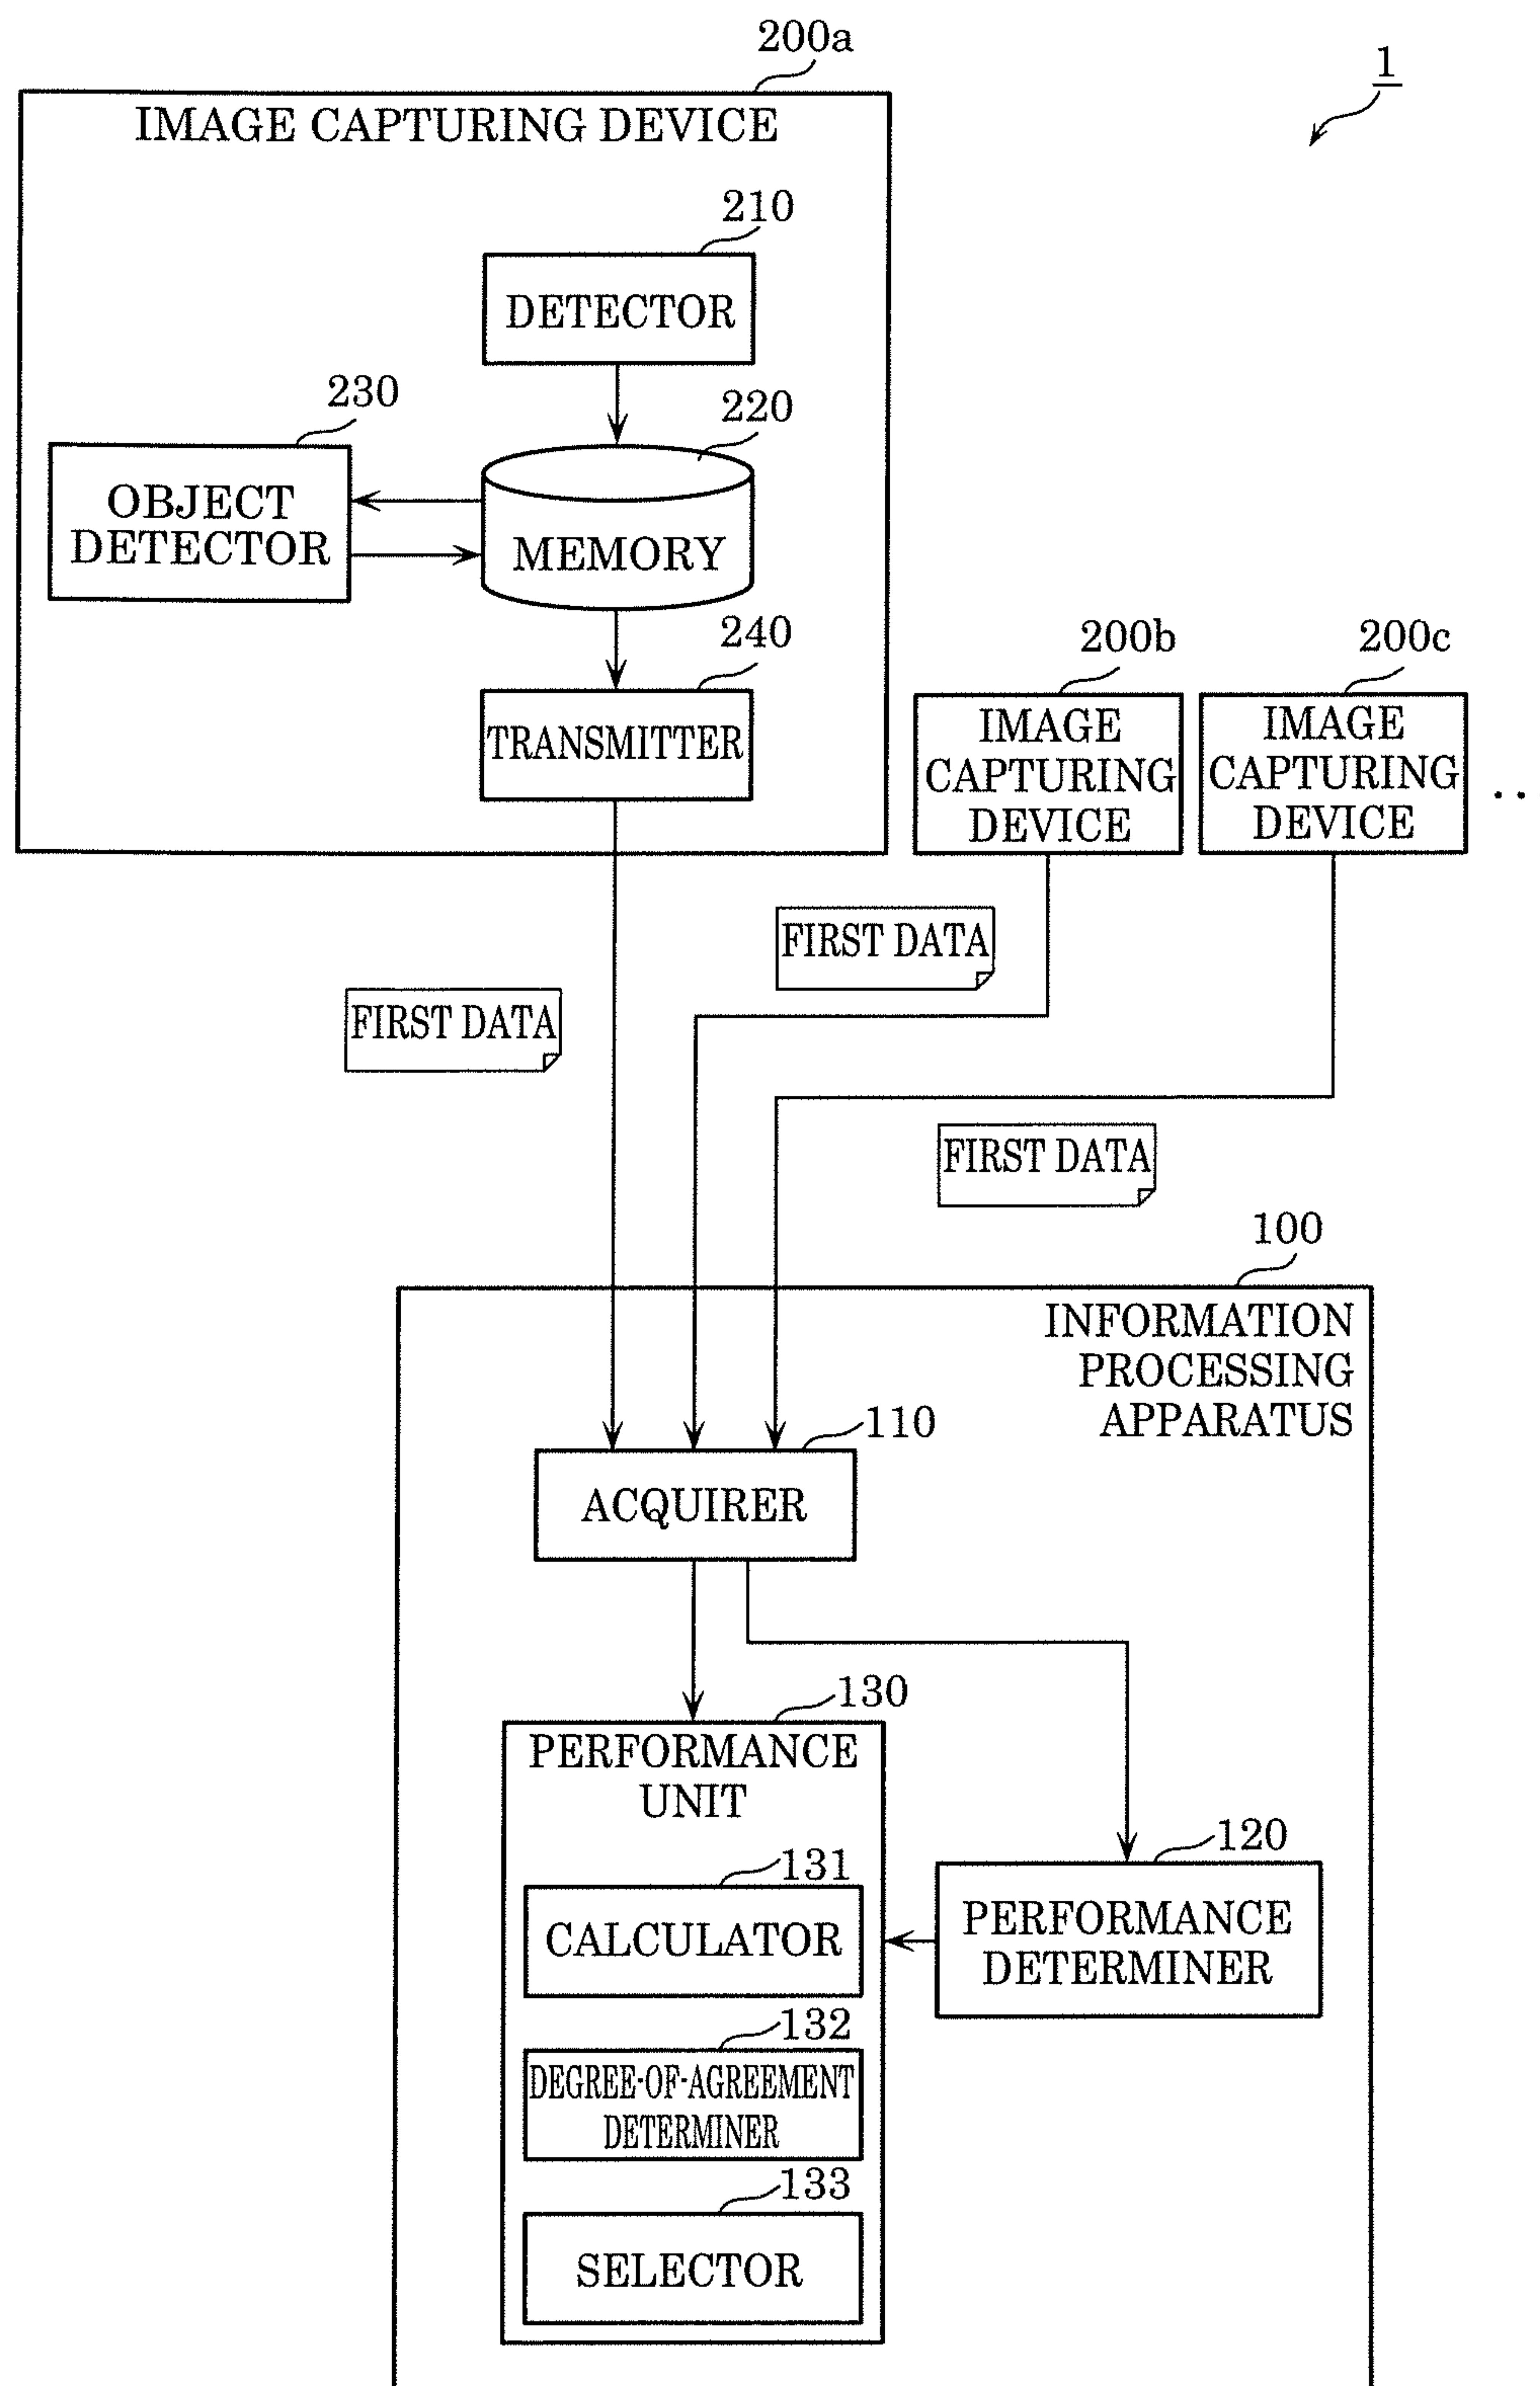 200a
1
IMAGE CAPTURING DEVICE
210
DETECTOR
230
220
OBJECT
DETECTOR
MEMORY
240
TRANSMITTER
200b
200c
IMAGE
CAPTURING
DEVICE
IMAGE
CAPTURING
DEVICE
..
FIRST DATA
FIRST DATA
FIRST DATA
100
INFORMATION
PROCESSING
APPARATUS
110
ACQUIRER
130
PERFORMANCE
UNIT
120
PERFORMANCE
DETERMINER
131
CALCULATOR
132
DEGREE-OF-AGREEMENT
DETERMINER
133
SELECTOR